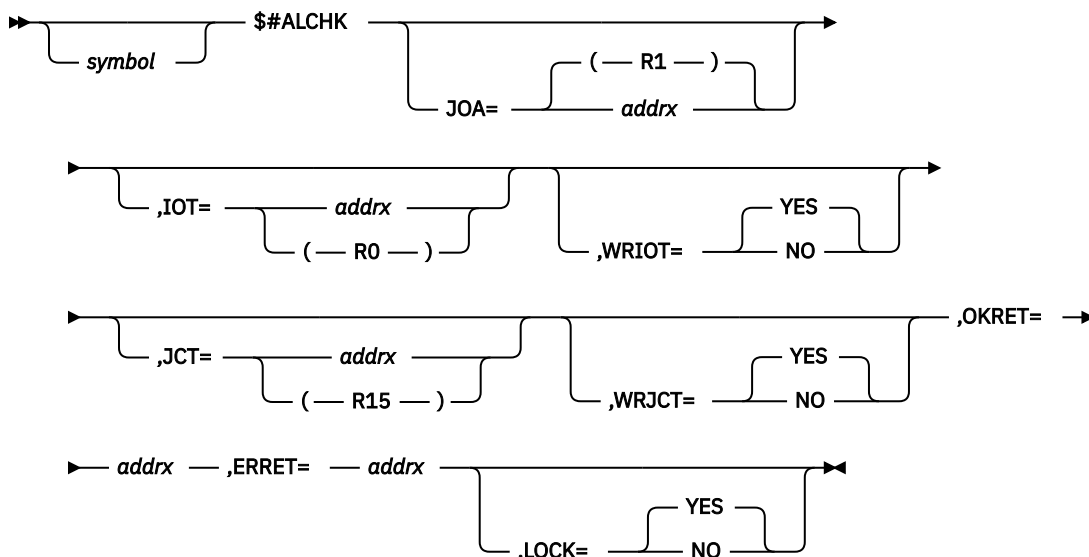 $#ALCHK
symbol
( R1 )
JOA= addrx
,IOT= addrx
( R0 )
YES
,WRIOT= NO
,JCT= addrx
( R15 )
YES
,WRJCT= NO
,OKRET=
addrx ,ERRET= addrx
YES
,LOCK= NO